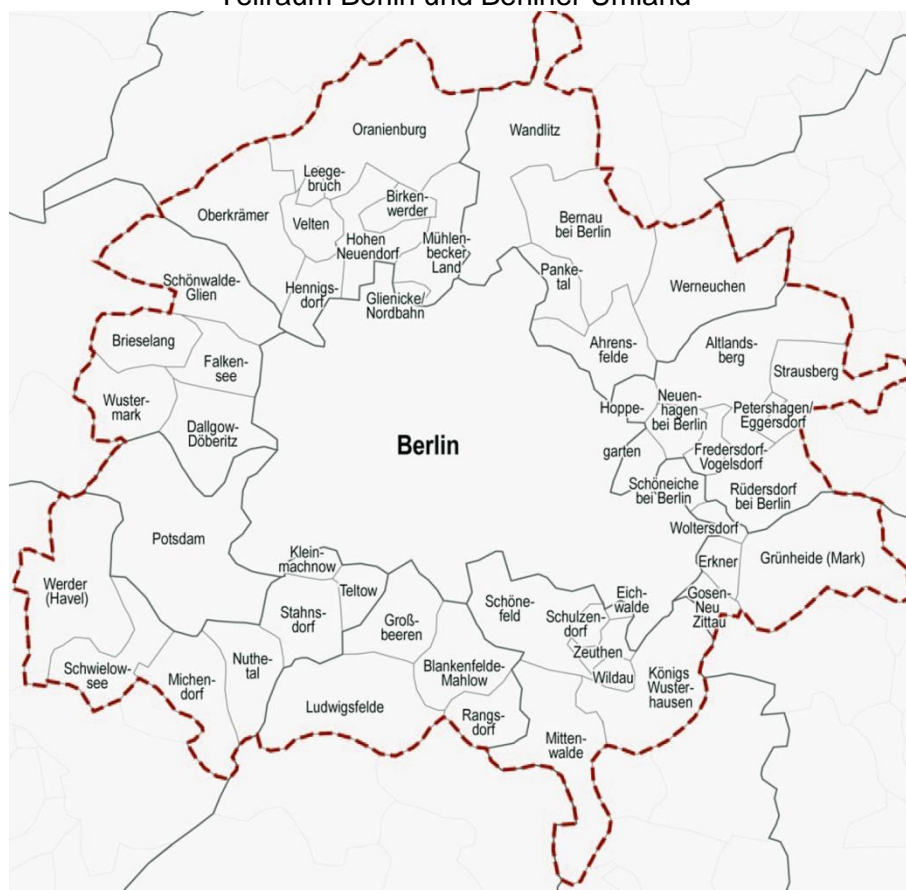 Teilraum Berlin und Berliner Umland
Oranienburg
Wandlitz
Leege-
bruch
Birken-
werder
Oberkrämer
Velten
Bernau
bei Berlin
Hohen
Neuendorf
Mühlen-
becker
Land
Panke-
tal
Schönwalde-
Glien
Hennigs-
dorf
Glienicke/
Nordbahn
Werneuchen
Brieselang
Falken-
see
Ahrens-
felde
Altlands-
berg
Strausberg
Wuster-
mark
Dallgow-
Döberitz
Hoppe-
garten
Neuen-
hagen
bei Berlin
Petershagen/
Eggersdorf
Berlin
Fredersdorf-
Vogelsdorf
Schöneiche
bei Berlin
Rüdersdorf
bei Berlin
Woltersdorf
Potsdam
Klein-
machnow
Erkner
Grünheide (Mark)
Werder
(Havel)
Teltow
Stahns-
dorf
Groß-
beeren
Schöne-
feld
Eich-
walde
Schulzen-
dorf
Gosen-
Neu
Zittau
Zeuthen
Wildau
Schwielow-
see
Michen-
dorf
Nuthe-
tal
Blankenfelde-
Mahlow
Königs
Wuster-
hausen
Ludwigsfelde
Rangs-
dorf
Mitten-
walde